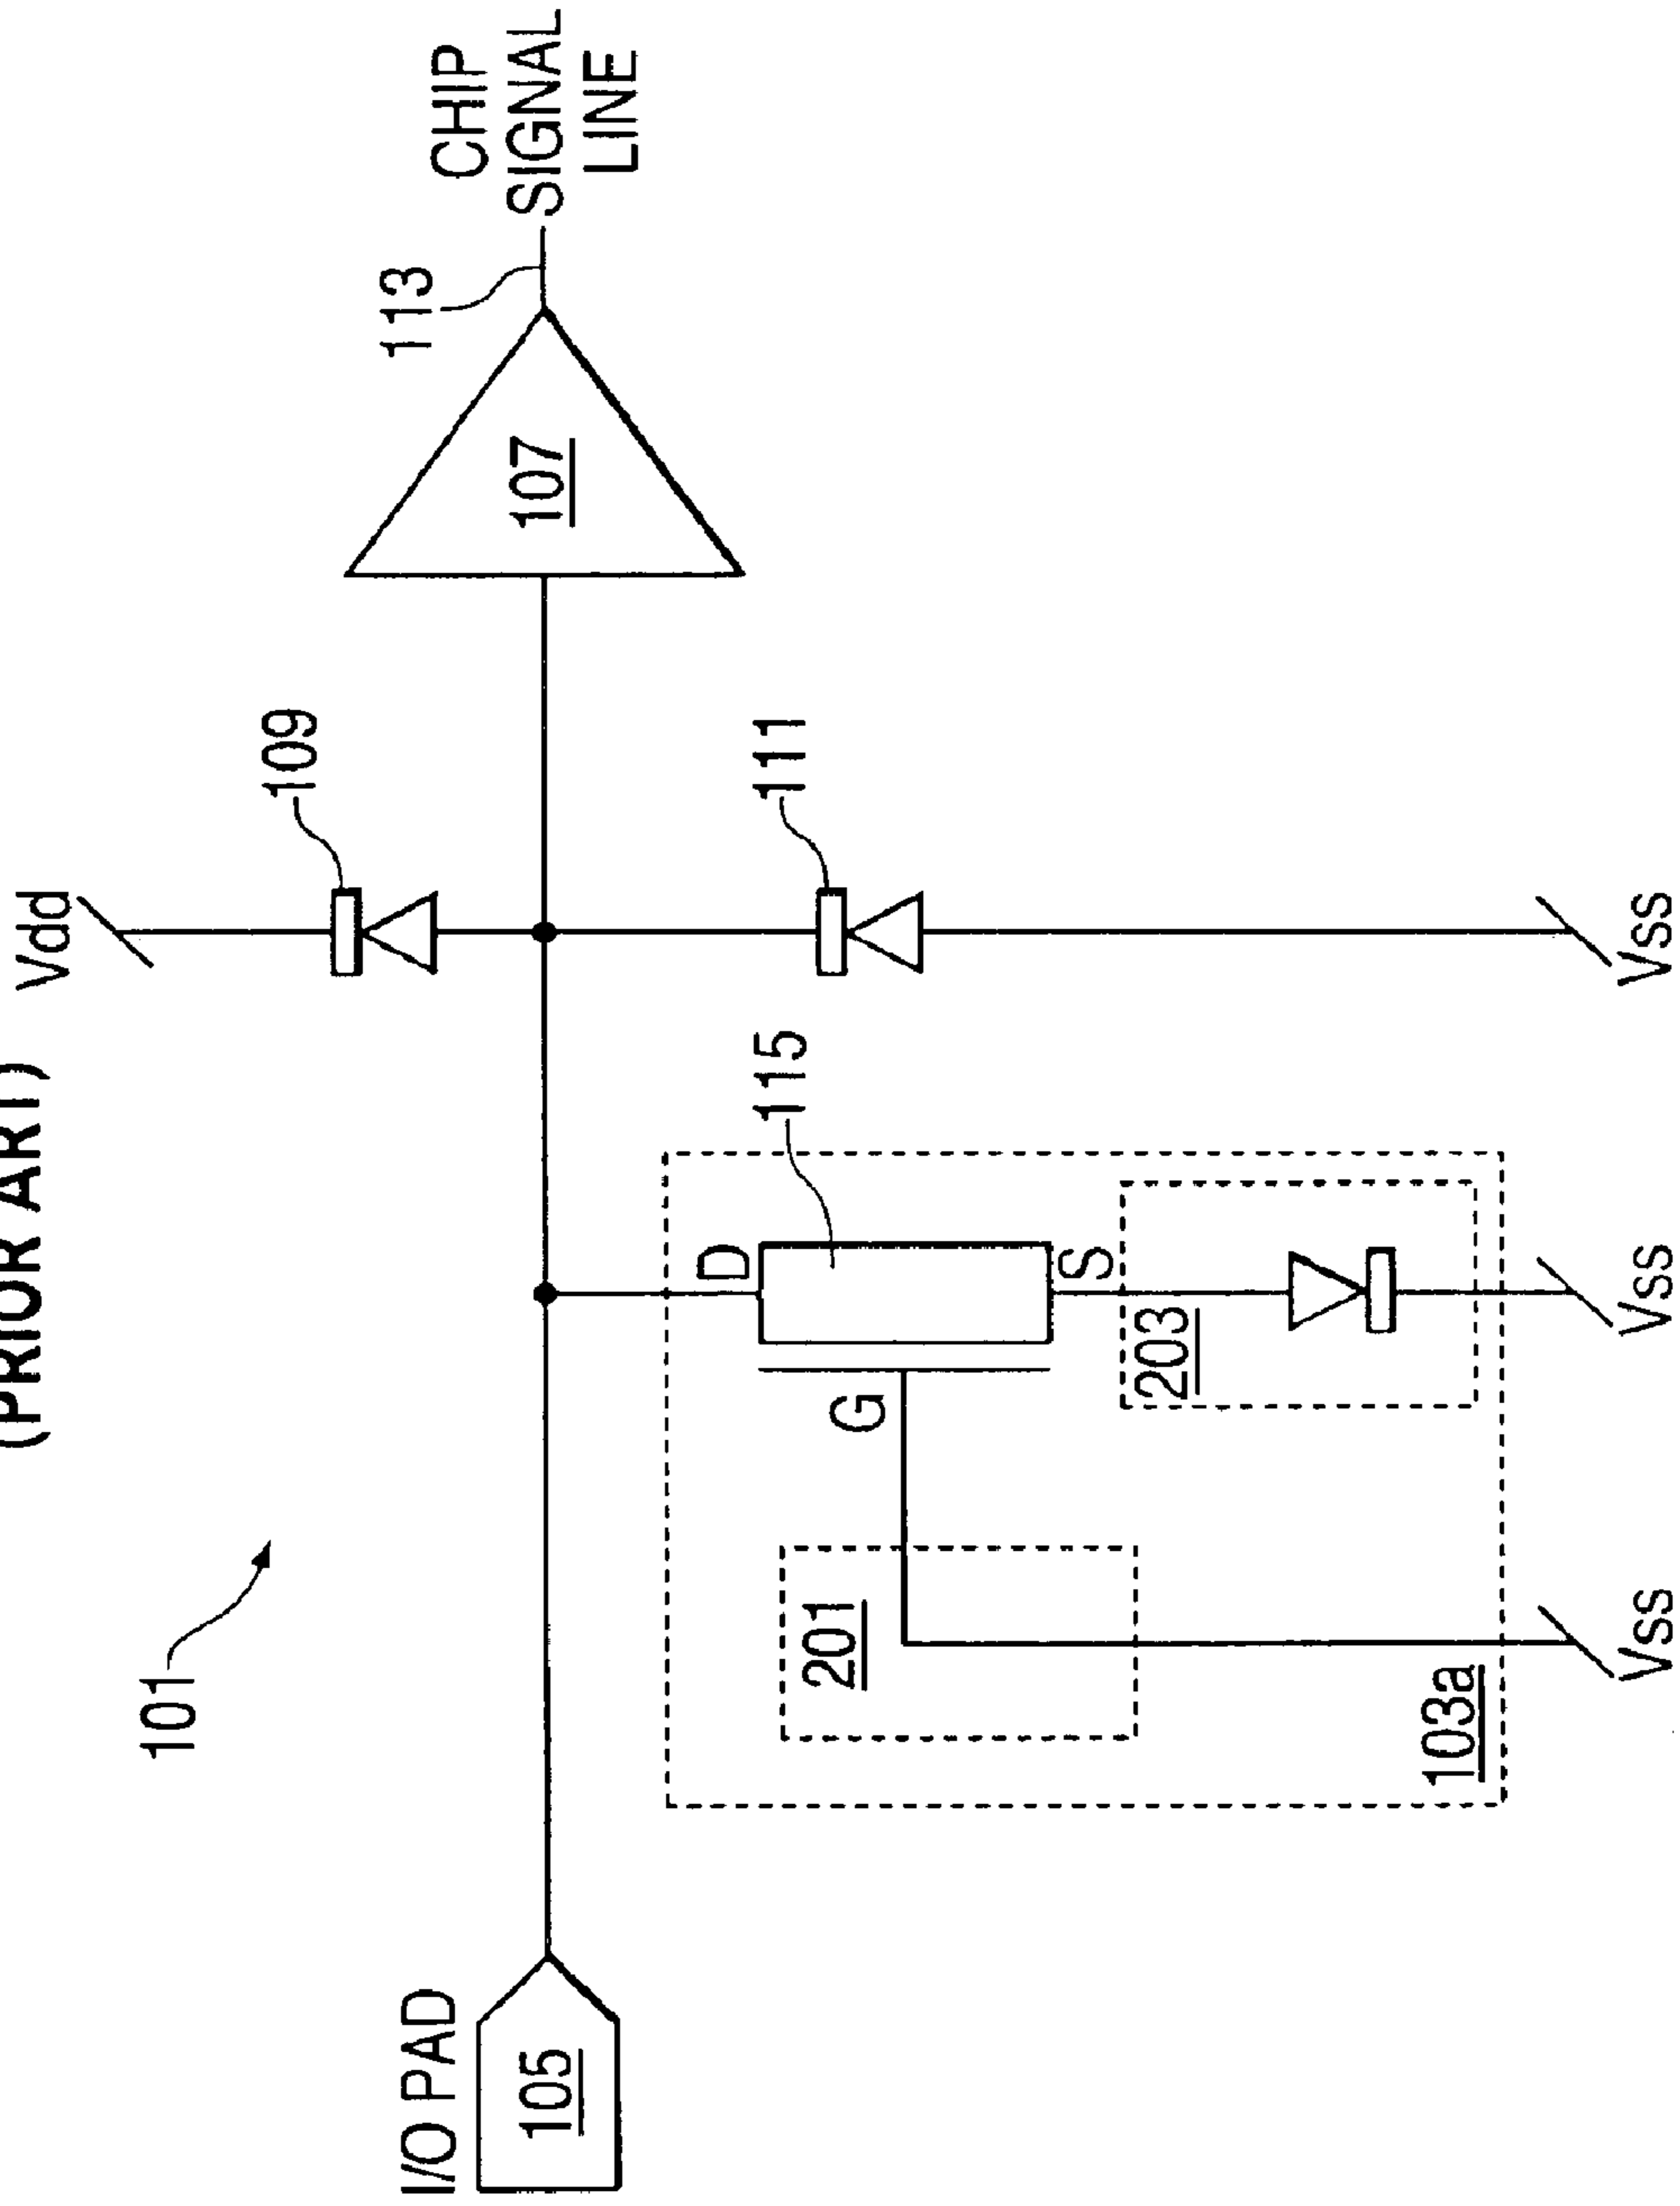 (PRIOR ART)
Vdd
101
109
I/O PAD
105
113
CHIP
SIGNAL
LINE
107
D
115
111
G
201
S
203
103a
Vss
Vss
Vss